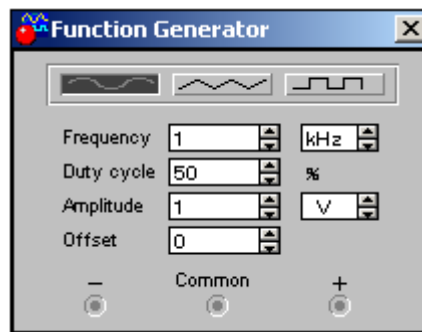 Function Generator
Frequency 1 kHz
Duty cycle 50 %
Amplitude 1 V
Offset 0
− Common +